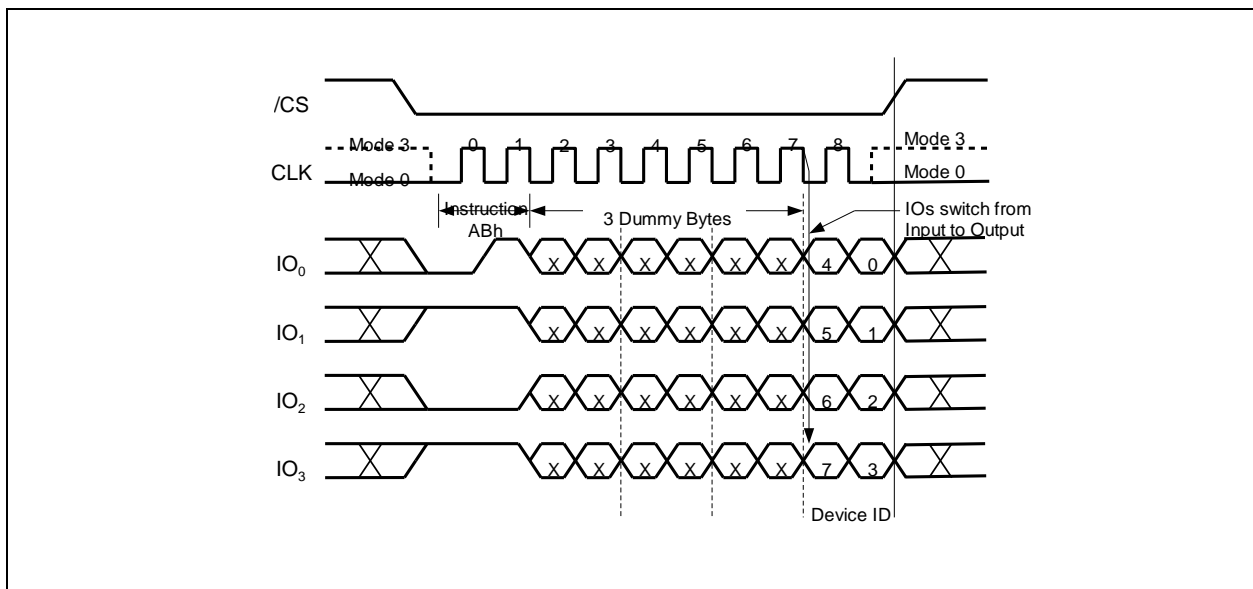 /CS
Mode 3 0 1 2 3 4 5 6 7 8 Mode 3
CLK Mode 0 Mode 0
Instruction 3 Dummy Bytes IOs switch from
ABh Input to Output
IO0 X X X X X X 4 0
IO1 X X X X X X 5 1
IO2 X X X X X X 6 2
IO3 X X X X X X 7 3
Device ID